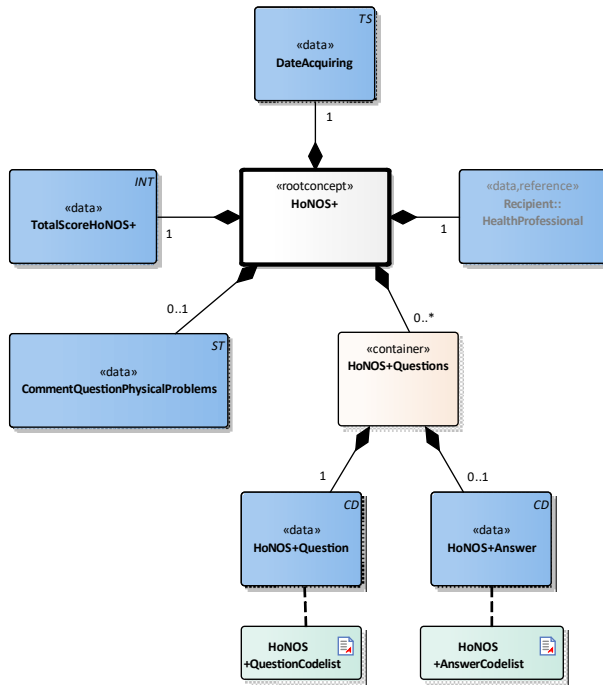 TS
«data»
DateAcquiring
1
INT
«data»
TotalScoreHoNOS+
1
«rootconcept»
HoNOS+
«data,reference»
Recipient::
HealthProfessional
1
0..1
0..*
ST
«data»
CommentQuestionPhysicalProblems
«container»
HoNOS+Questions
1
0..1
CD
«data»
HoNOS+Question
CD
«data»
HoNOS+Answer
HoNOS
+QuestionCodelist
HoNOS
+AnswerCodelist